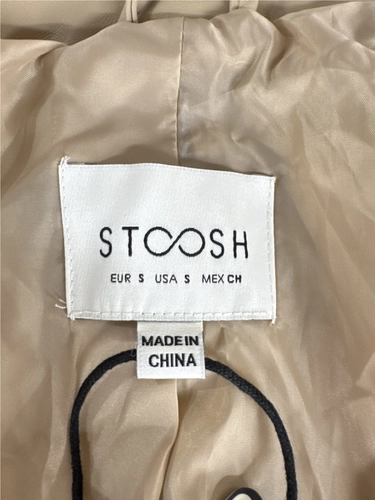 STOOSH
EUR S USA S MEX CH
MADE IN
CHINA